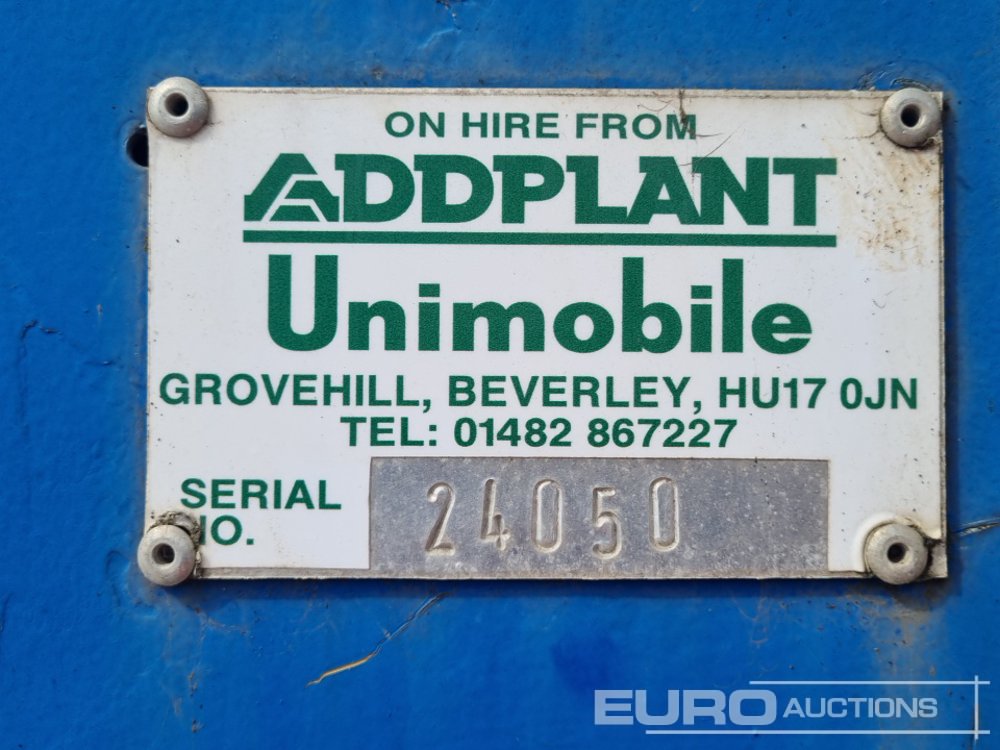 ON HIRE FROM
ADDPLANT
Unimobile
GROVEHILL, BEVERLEY, HU17 0JN
TEL: 01482 867227
SERIAL
NO.
24050
EURO AUCTIONS